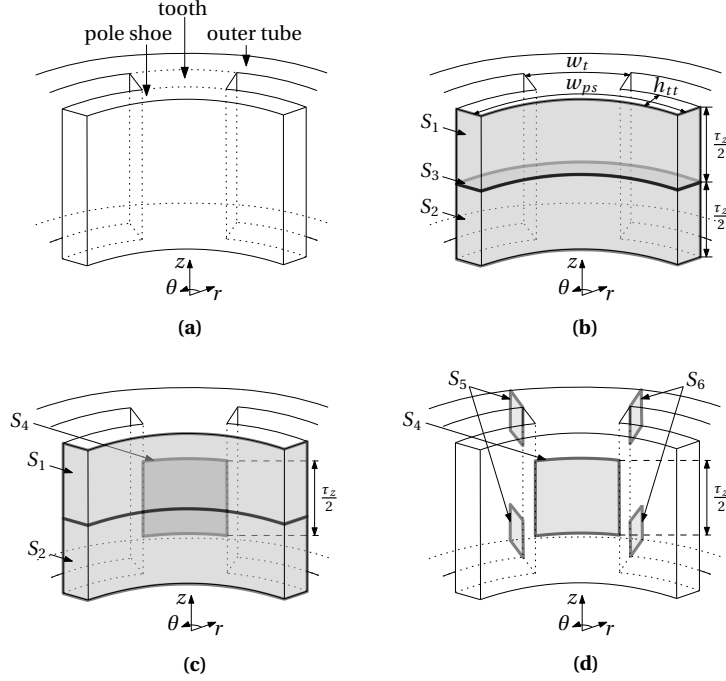 tooth
pole shoe
outer tube
z
θ
r
(a)
w_t
w_ps
h_tt
S_1
S_3
S_2
τ_z
2
τ_z
2
z
θ
r
(b)
S_4
S_1
S_2
τ_z
2
z
θ
r
(c)
S_5
S_6
S_4
τ_z
2
z
θ
r
(d)